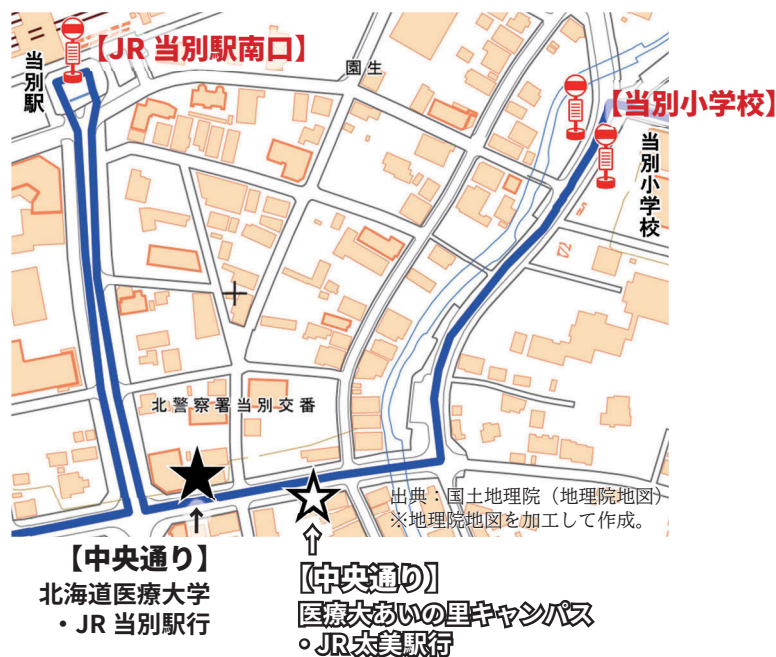 【JR 当別駅南口】
当別駅
園生
【当別小学校】
当別小学校
北警察署当別交番
出典：国土地理院（地理院地図）
※地理院地図を加工して作成。
↑
【中央通り】
北海道医療大学
・JR 当別駅行
⇧
【中央通り】
医療大あいの里キャンパス
・JR 太美駅行